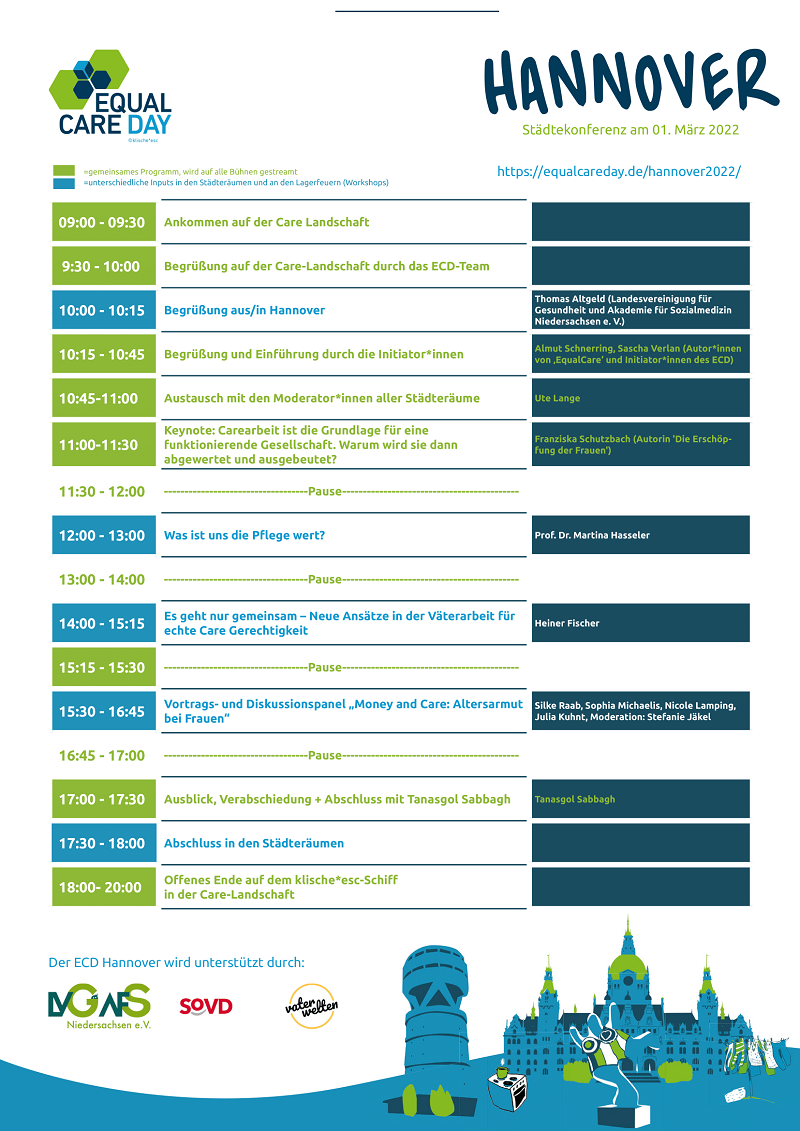 EQUAL
CARE DAY
©klische*esc
HANNOVER
Städtekonferenz am 01. März 2022
=gemeinsames Programm, wird auf alle Bühnen gestreamt
=unterschiedliche Inputs in den Städteräumen und an den Lagerfeuern (Workshops)
https://equalcareday.de/hannover2022/
09:00 - 09:30
Ankommen auf der Care Landschaft
9:30 - 10:00
Begrüßung auf der Care-Landschaft durch das ECD-Team
10:00 - 10:15
Begrüßung aus/in Hannover
Thomas Altgeld (Landesvereinigung für
Gesundheit und Akademie für Sozialmedizin
Niedersachsen e. V.)
10:15 - 10:45
Begrüßung und Einführung durch die Initiator*innen
Almut Schnerring, Sascha Verlan (Autor*innen
von ‚EqualCare‘ und Initiator*innen des ECD)
10:45-11:00
Austausch mit den Moderator*innen aller Städteräume
Ute Lange
11:00-11:30
Keynote: Carearbeit ist die Grundlage für eine
funktionierende Gesellschaft. Warum wird sie dann
abgewertet und ausgebeutet?
Franziska Schutzbach (Autorin 'Die Erschöp-
fung der Frauen‘)
11:30 - 12:00
-----------------------------------Pause-------------------------------------------
12:00 - 13:00
Was ist uns die Pflege wert?
Prof. Dr. Martina Hasseler
13:00 - 14:00
-----------------------------------Pause-------------------------------------------
14:00 - 15:15
Es geht nur gemeinsam – Neue Ansätze in der Väterarbeit für
echte Care Gerechtigkeit
Heiner Fischer
15:15 - 15:30
-----------------------------------Pause-------------------------------------------
15:30 - 16:45
Vortrags- und Diskussionspanel „Money and Care: Altersarmut
bei Frauen“
Silke Raab, Sophia Michaelis, Nicole Lamping,
Julia Kuhnt, Moderation: Stefanie Jäkel
16:45 - 17:00
-----------------------------------Pause-------------------------------------------
17:00 - 17:30
Ausblick, Verabschiedung + Abschluss mit Tanasgol Sabbagh
Tanasgol Sabbagh
17:30 - 18:00
Abschluss in den Städteräumen
18:00- 20:00
Offenes Ende auf dem klische*esc-Schiff
in der Care-Landschaft
Der ECD Hannover wird unterstützt durch:
LVG & AFS
Niedersachsen e.V.
SoVD
vater
welten